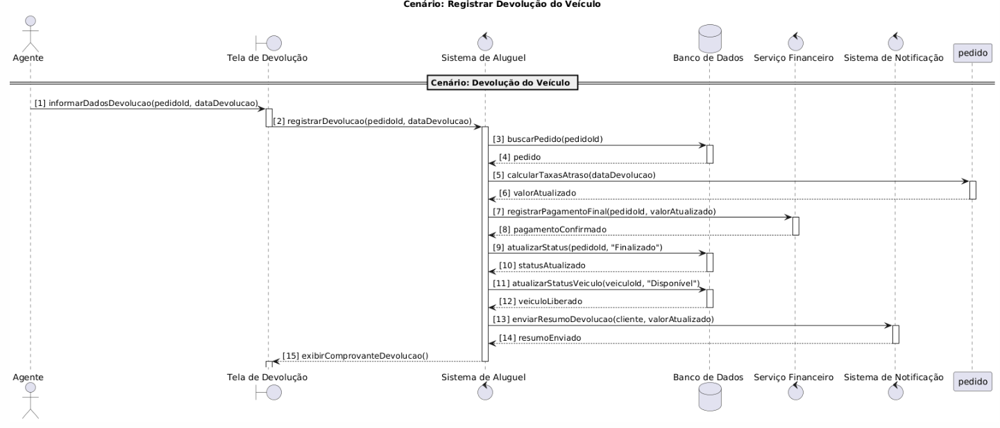 Cenário: Registrar Devolução do Veículo
Agente
Tela de Devolução
Sistema de Aluguel
Banco de Dados
Serviço Financeiro
Sistema de Notificação
pedido
Cenário: Devolução do Veículo
[1] informarDadosDevolucao(pedidoId, dataDevolucao)
[2] registrarDevolucao(pedidoId, dataDevolucao)
[3] buscarPedido(pedidoId)
[4] pedido
[5] calcularTaxasAtraso(dataDevolucao)
[6] valorAtualizado
[7] registrarPagamentoFinal(pedidoId, valorAtualizado)
[8] pagamentoConfirmado
[9] atualizarStatus(pedidoId, "Finalizado")
[10] statusAtualizado
[11] atualizarStatusVeiculo(veiculoId, "Disponível")
[12] veiculoLiberado
[13] enviarResumoDevolucao(cliente, valorAtualizado)
[14] resumoEnviado
[15] exibirComprovanteDevolucao()
Agente
Tela de Devolução
Sistema de Aluguel
Banco de Dados
Serviço Financeiro
Sistema de Notificação
pedido